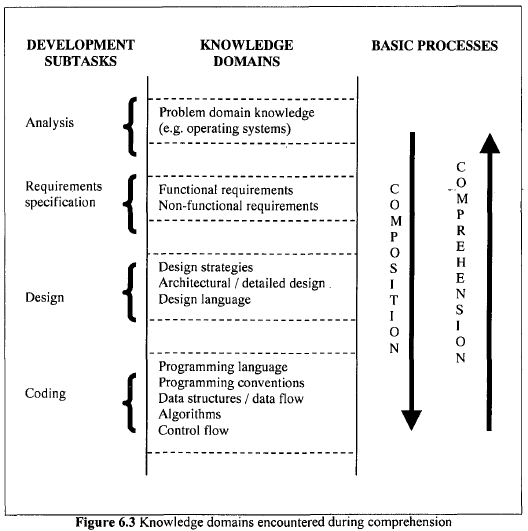 DEVELOPMENT SUBTASKS
KNOWLEDGE DOMAINS
BASIC PROCESSES
Analysis
Problem domain knowledge
(e.g. operating systems)
Requirements
specification
Functional requirements
Non-functional requirements
Design
Design strategies
Architectural / detailed design
Design language
Coding
Programming language
Programming conventions
Data structures / data flow
Algorithms
Control flow
COMPOSITION
COMPREHENSION
Figure 6.3 Knowledge domains encountered during comprehension